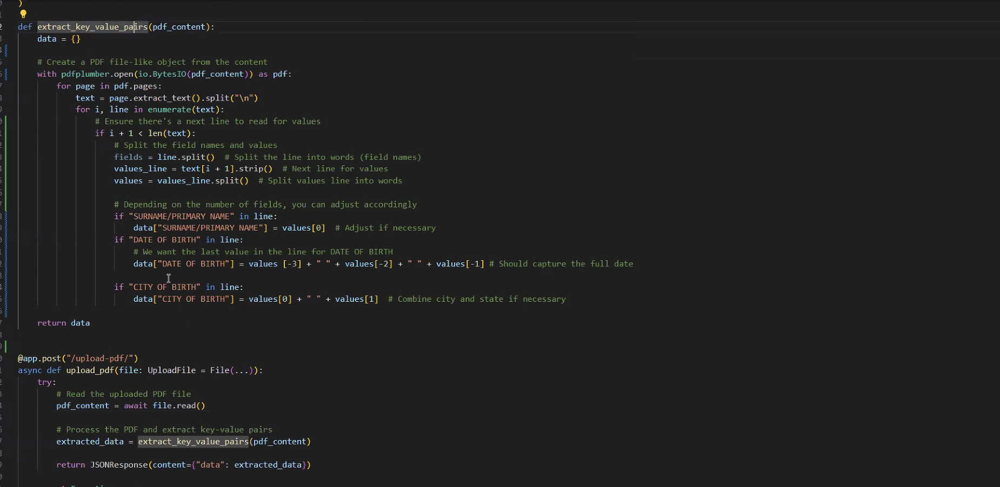 )
def extract_key_value_pairs(pdf_content):
data = {}
# Create a PDF file-like object from the content
with pdfplumber.open(io.BytesIO(pdf_content)) as pdf:
for page in pdf.pages:
text = page.extract_text().split("\n")
for i, line in enumerate(text):
# Ensure there's a next line to read for values
if i + 1 < len(text):
# Split the field names and values
fields = line.split()  # Split the line into words (field names)
values_line = text[i + 1].strip()  # Next line for values
values = values_line.split()  # Split values line into words
# Depending on the number of fields, you can adjust accordingly
if "SURNAME/PRIMARY NAME" in line:
data["SURNAME/PRIMARY NAME"] = values[0]  # Adjust if necessary
if "DATE OF BIRTH" in line:
# We want the last value in the line for DATE OF BIRTH
data["DATE OF BIRTH"] = values [-3] + " " + values[-2] + " " + values[-1] # Should capture the full date
if "CITY OF BIRTH" in line:
data["CITY OF BIRTH"] = values[0] + " " + values[1]  # Combine city and state if necessary
return data
@app.post("/upload-pdf/")
async def upload_pdf(file: UploadFile = File(...)):
try:
# Read the uploaded PDF file
pdf_content = await file.read()
# Process the PDF and extract key-value pairs
extracted_data = extract_key_value_pairs(pdf_content)
return JSONResponse(content={"data": extracted_data})